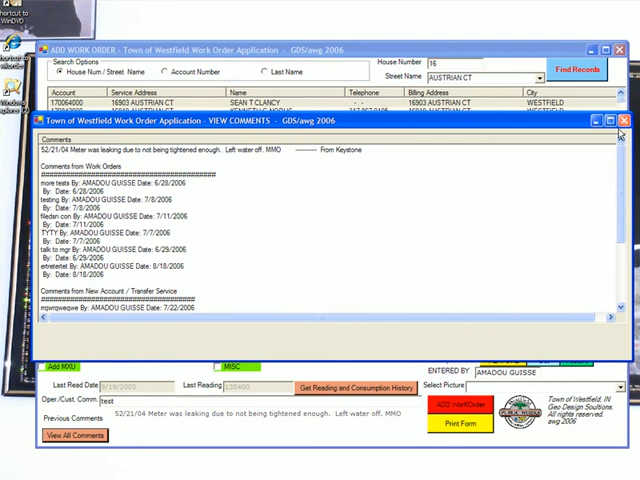 shortcut to
WinDVD
ADD WORK ORDER - Town of Westfield Work Order Application - GDS/awg 2006
Search Options
House Num / Street Name
Account Number
Last Name
House Number
16
Street Name
AUSTRIAN CT
Find Records
Account
Service Address
Name
Telephone
Billing Address
City
170064000
16903 AUSTRIAN CT
SEAN T CLANCY
- -
16903 AUSTRIAN CT
WESTFIELD
Town of Westfield Work Order Application - VIEW COMMENTS - GDS/awg 2006
Comments
52/21/04 Meter was leaking due to not being tightened enough. Left water off. MMO ——— From Keystone
Comments from Work Orders
########################################
more tests By: AMADOU GUISSE Date: 6/28/2006
By: Date: 6/28/2006
testing By: AMADOU GUISSE Date: 7/8/2006
By: Date: 7/8/2006
filedsn con By: AMADOU GUISSE Date: 7/11/2006
By: Date: 7/11/2006
TYTY By: AMADOU GUISSE Date: 7/7/2006
By: Date: 7/7/2006
talk to mgr By: AMADOU GUISSE Date: 6/29/2006
By: Date: 6/29/2006
ertretertet By: AMADOU GUISSE Date: 8/18/2006
By: Date: 8/18/2006
Comments from New Account / Transfer Service
########################################
rqwrqweqwe By: AMADOU GUISSE Date: 7/22/2006
Add MXU
MISC
ENTERED BY
AMADOU GUISSE
Last Read Date
9/19/2005
Last Reading
135400
Get Reading and Consumption History
Select Picture
Oper./Cust. Comm.
test
Previous Comments
52/21/04 Meter was leaking due to not being tightened enough. Left water off. MMO
View All Comments
ADD WorkOrder
Print Form
PUBLIC WORKS
Town of Westfield, IN
Geo Design Soultions.
All rights reserved.
awg 2006